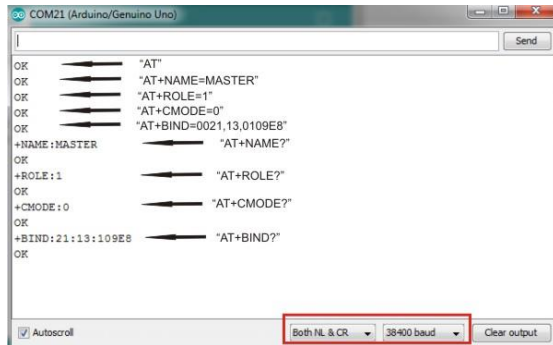 COM21 (Arduino/Genuino Uno)
Send
OK "AT"
OK "AT+NAME=MASTER"
OK "AT+ROLE=1"
OK "AT+CMODE=0"
OK "AT+BIND=0021,13,0109E8"
+NAME:MASTER "AT+NAME?"
OK
+ROLE:1 "AT+ROLE?"
OK
+CMODE:0 "AT+CMODE?"
OK
+BIND:21:13:109E8 "AT+BIND?"
OK
Autoscroll Both NL & CR 38400 baud Clear output